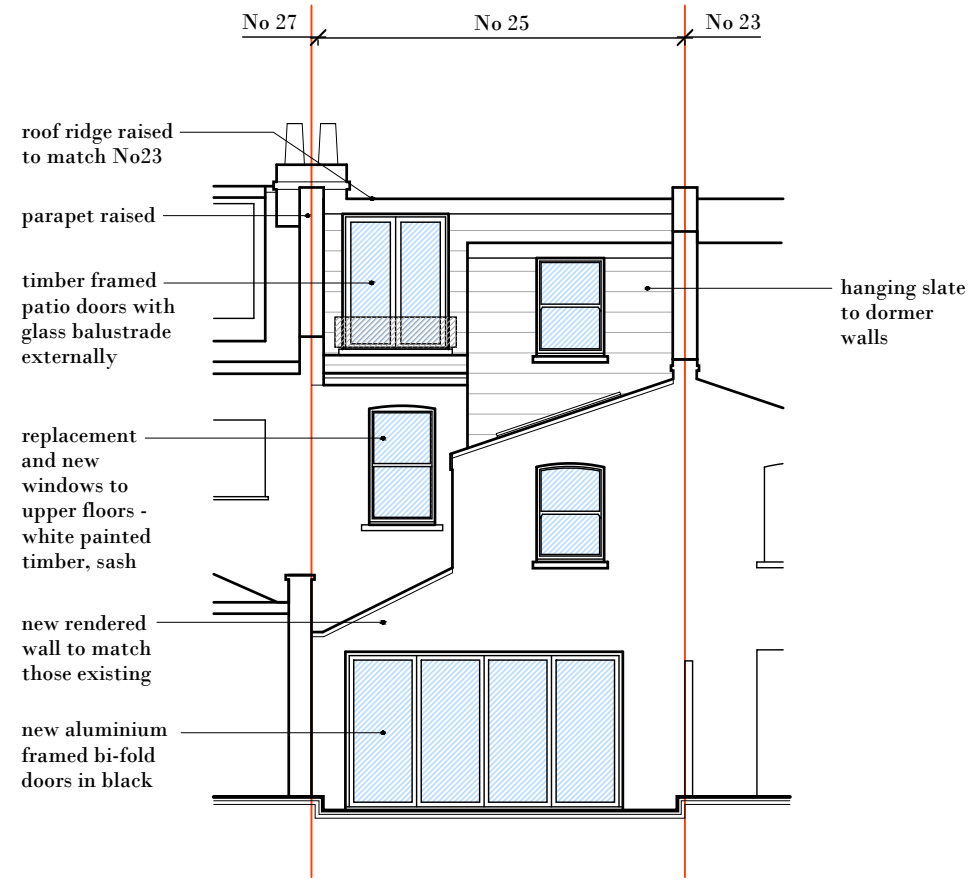 No 27
No 25
No 23
roof ridge raised
to match No23
parapet raised
timber framed
patio doors with
glass balustrade
externally
hanging slate
to dormer
walls
replacement
and new
windows to
upper floors -
white painted
timber, sash
new rendered
wall to match
those existing
new aluminium
framed bi-fold
doors in black